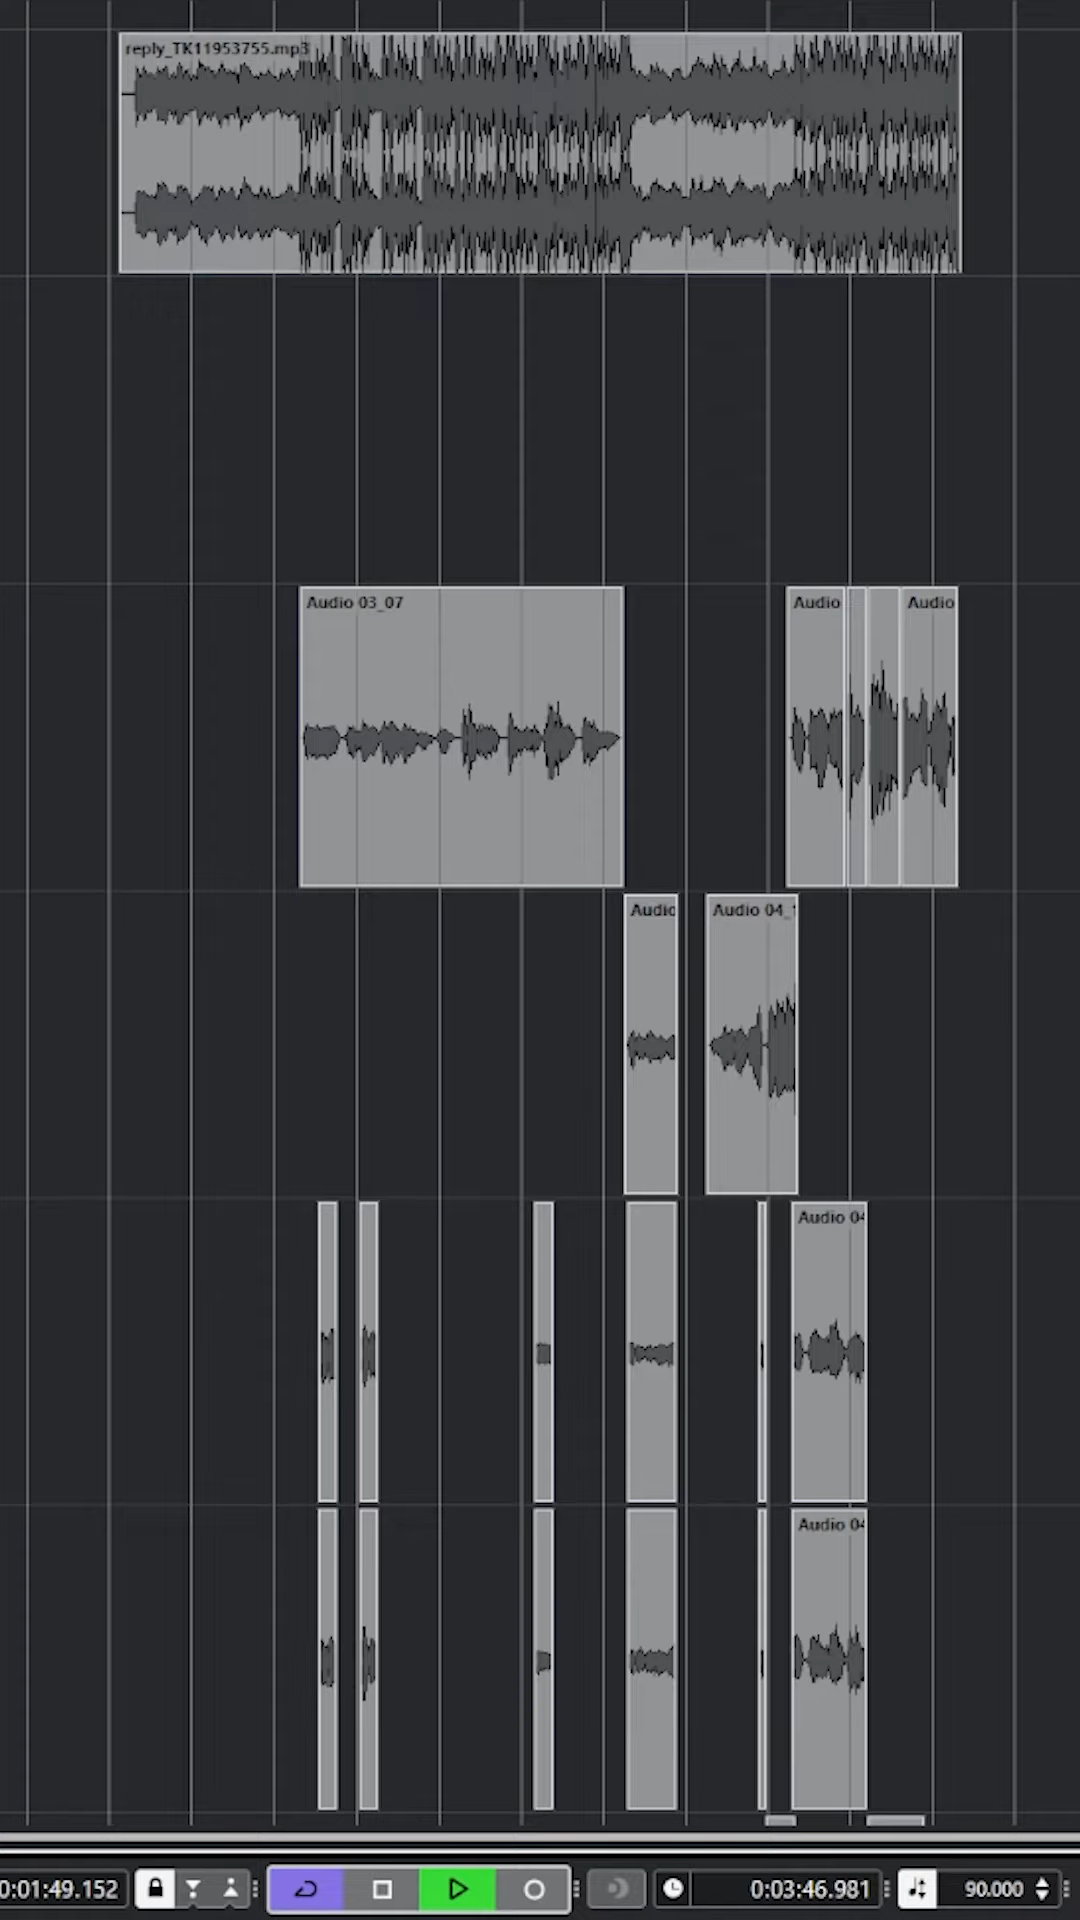 reply_TK11953755.mp3
Audio 03_07
Audio
Audio
Audio
Audio 04_
Audio 04
Audio 04
0:01:49.152
0:03:46.981
90.000